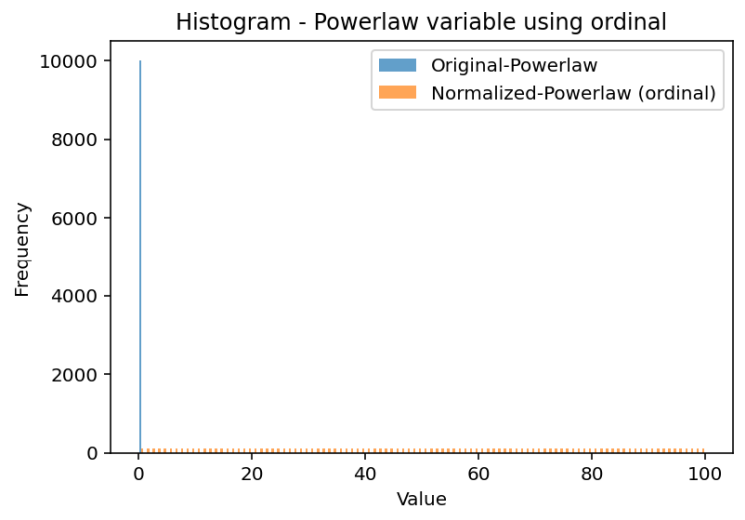 Histogram - Powerlaw variable using ordinal
Original-Powerlaw
Normalized-Powerlaw (ordinal)
10000
8000
6000
4000
2000
0
Frequency
0 20 40 60 80 100
Value